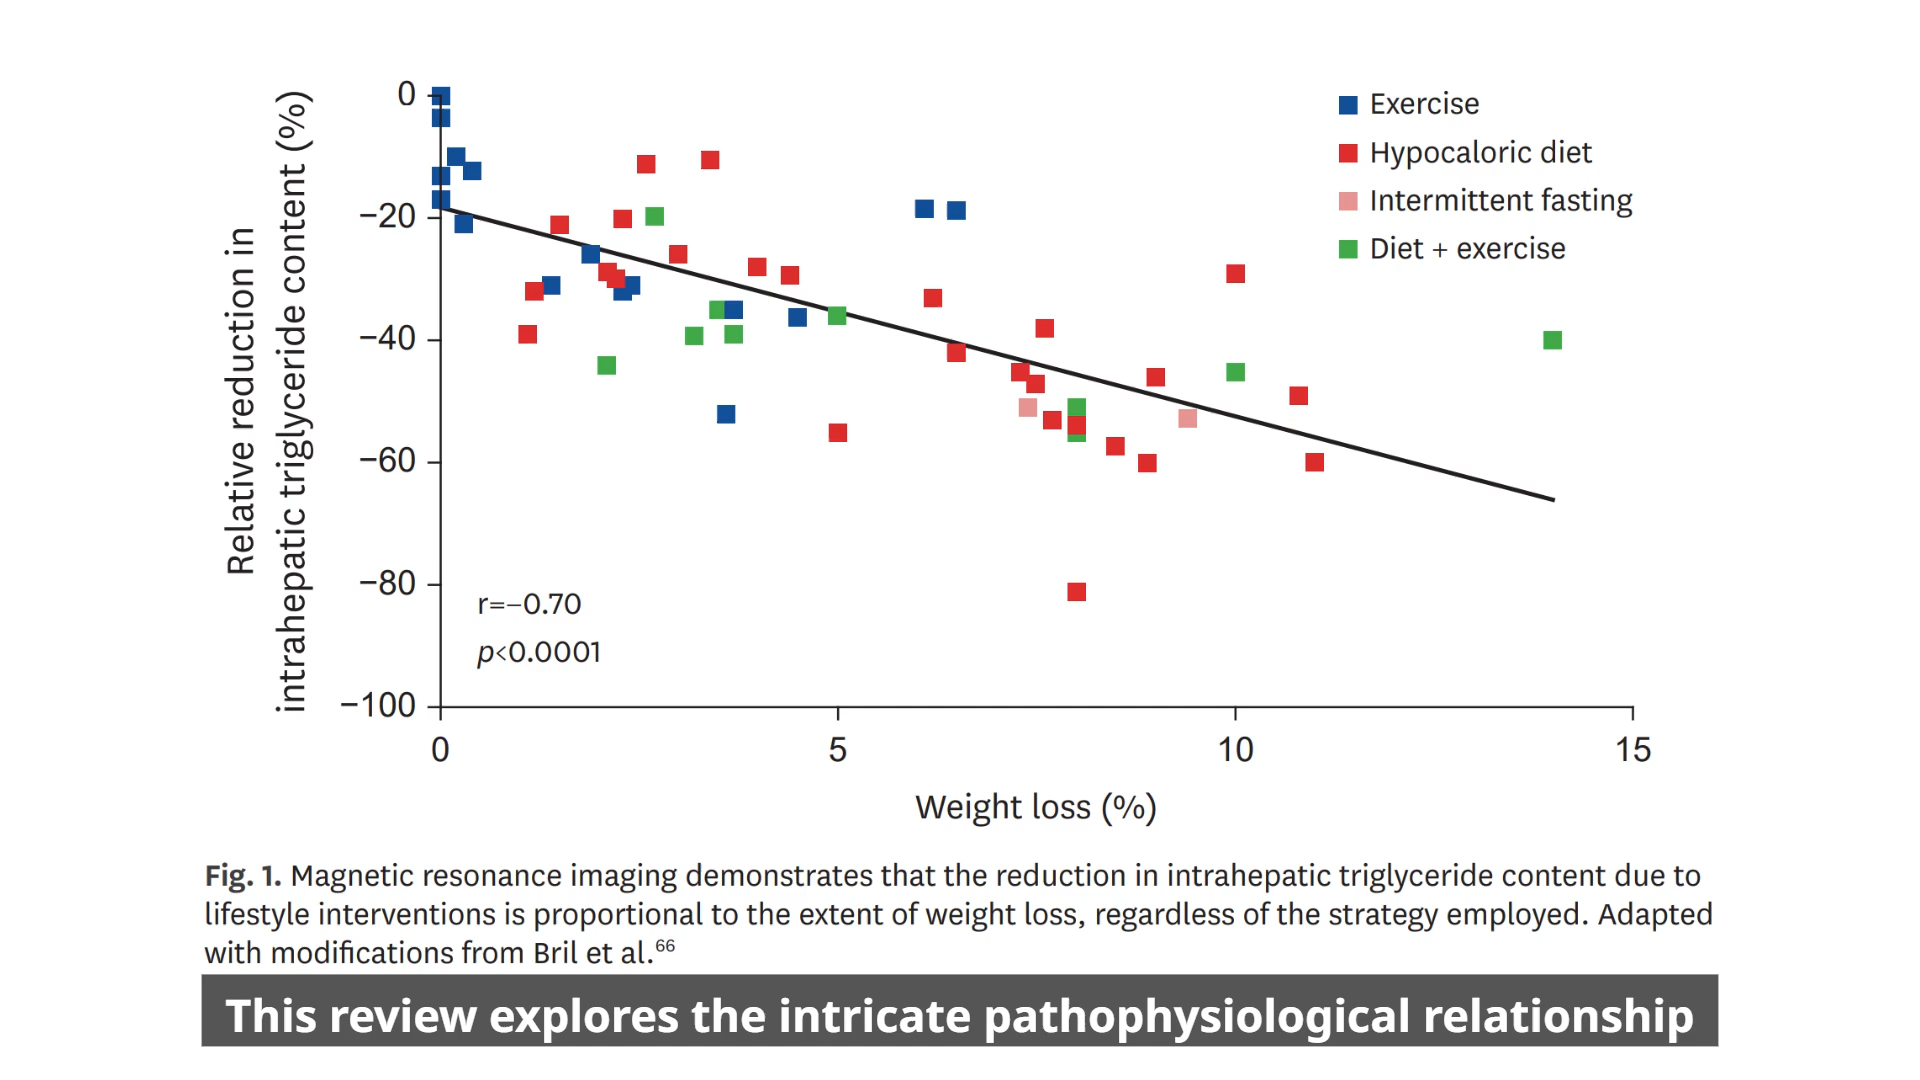 Relative reduction in
intrahepatic triglyceride content (%)
0
−20
−40
−60
−80
−100
Exercise
Hypocaloric diet
Intermittent fasting
Diet + exercise
r=−0.70
p<0.0001
0
5
10
15
Weight loss (%)
Fig. 1. Magnetic resonance imaging demonstrates that the reduction in intrahepatic triglyceride content due to
lifestyle interventions is proportional to the extent of weight loss, regardless of the strategy employed. Adapted
with modifications from Bril et al.66
This review explores the intricate pathophysiological relationship